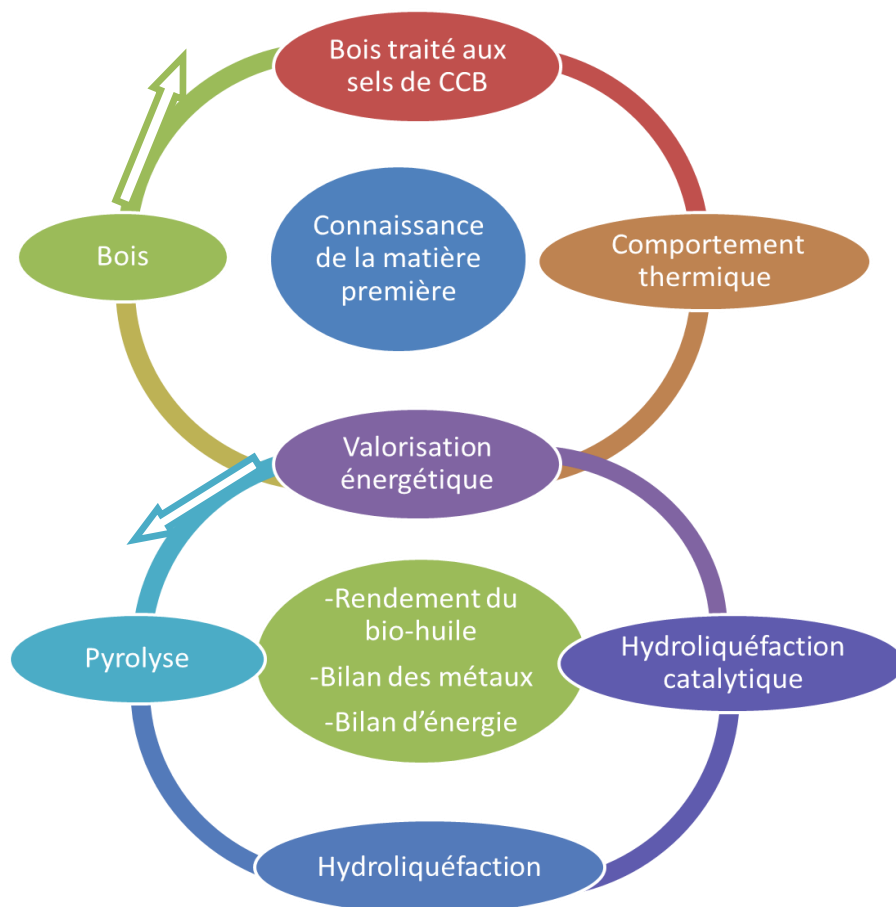 Bois traité aux
sels de CCB
Bois
Connaissance
de la matière
première
Comportement
thermique
Valorisation
énergétique
-Rendement du
bio-huile
-Bilan des métaux
-Bilan d’énergie
Pyrolyse
Hydroliquéfaction
catalytique
Hydroliquéfaction